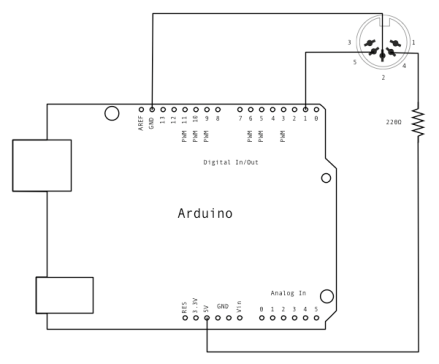 3
1
5
4
2
220Ω
AREF
GND
13
12
11
10
9
8
7
6
5
4
3
2
1
0
PWM
PWM
PWM
PWM
PWM
PWM
Digital In/Out
Arduino
Analog In
RES
3.3V
5V
GND
Vin
0 1 2 3 4 5